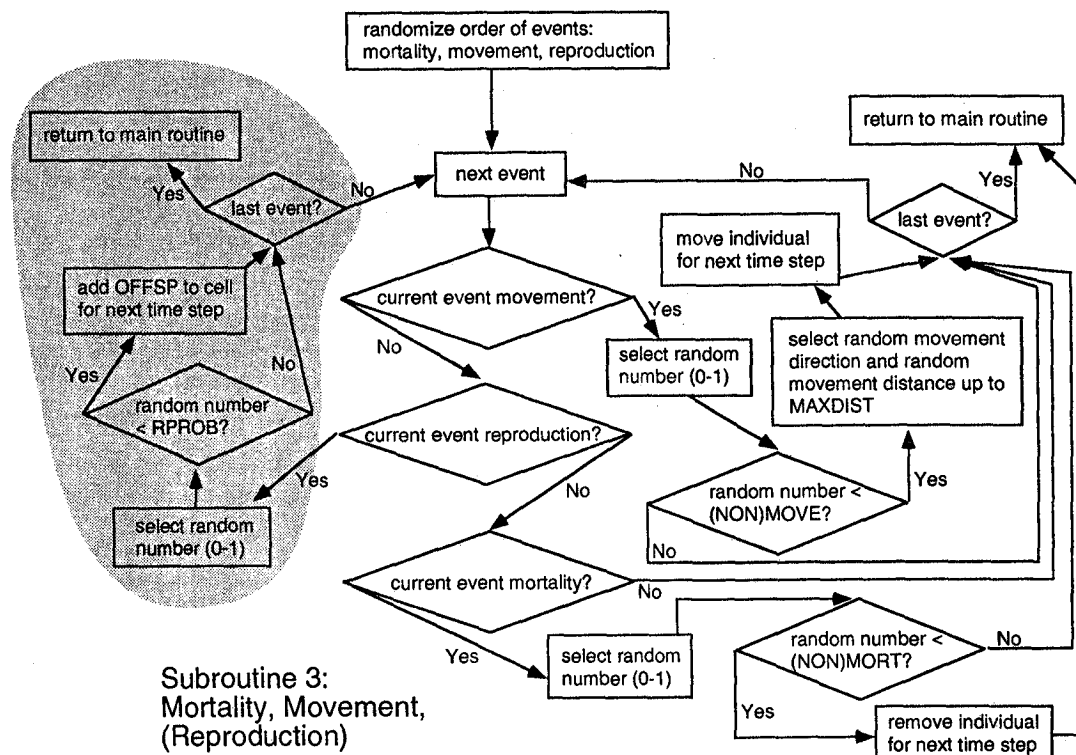 randomize order of events:
mortality, movement, reproduction
return to main routine
return to main routine
next event
No
Yes
No
Yes
last event?
last event?
move individual
for next time step
add OFFSP to cell
for next time step
current event movement?
Yes
No
select random
number (0-1)
select random movement
direction and random
movement distance up to
MAXDIST
Yes
No
random number
< RPROB?
current event reproduction?
Yes
No
random number <
(NON)MOVE?
Yes
No
select random
number (0-1)
current event mortality?
No
Yes
select random
number (0-1)
random number <
(NON)MORT?
No
Yes
remove individual
for next time step
Subroutine 3:
Mortality, Movement,
(Reproduction)